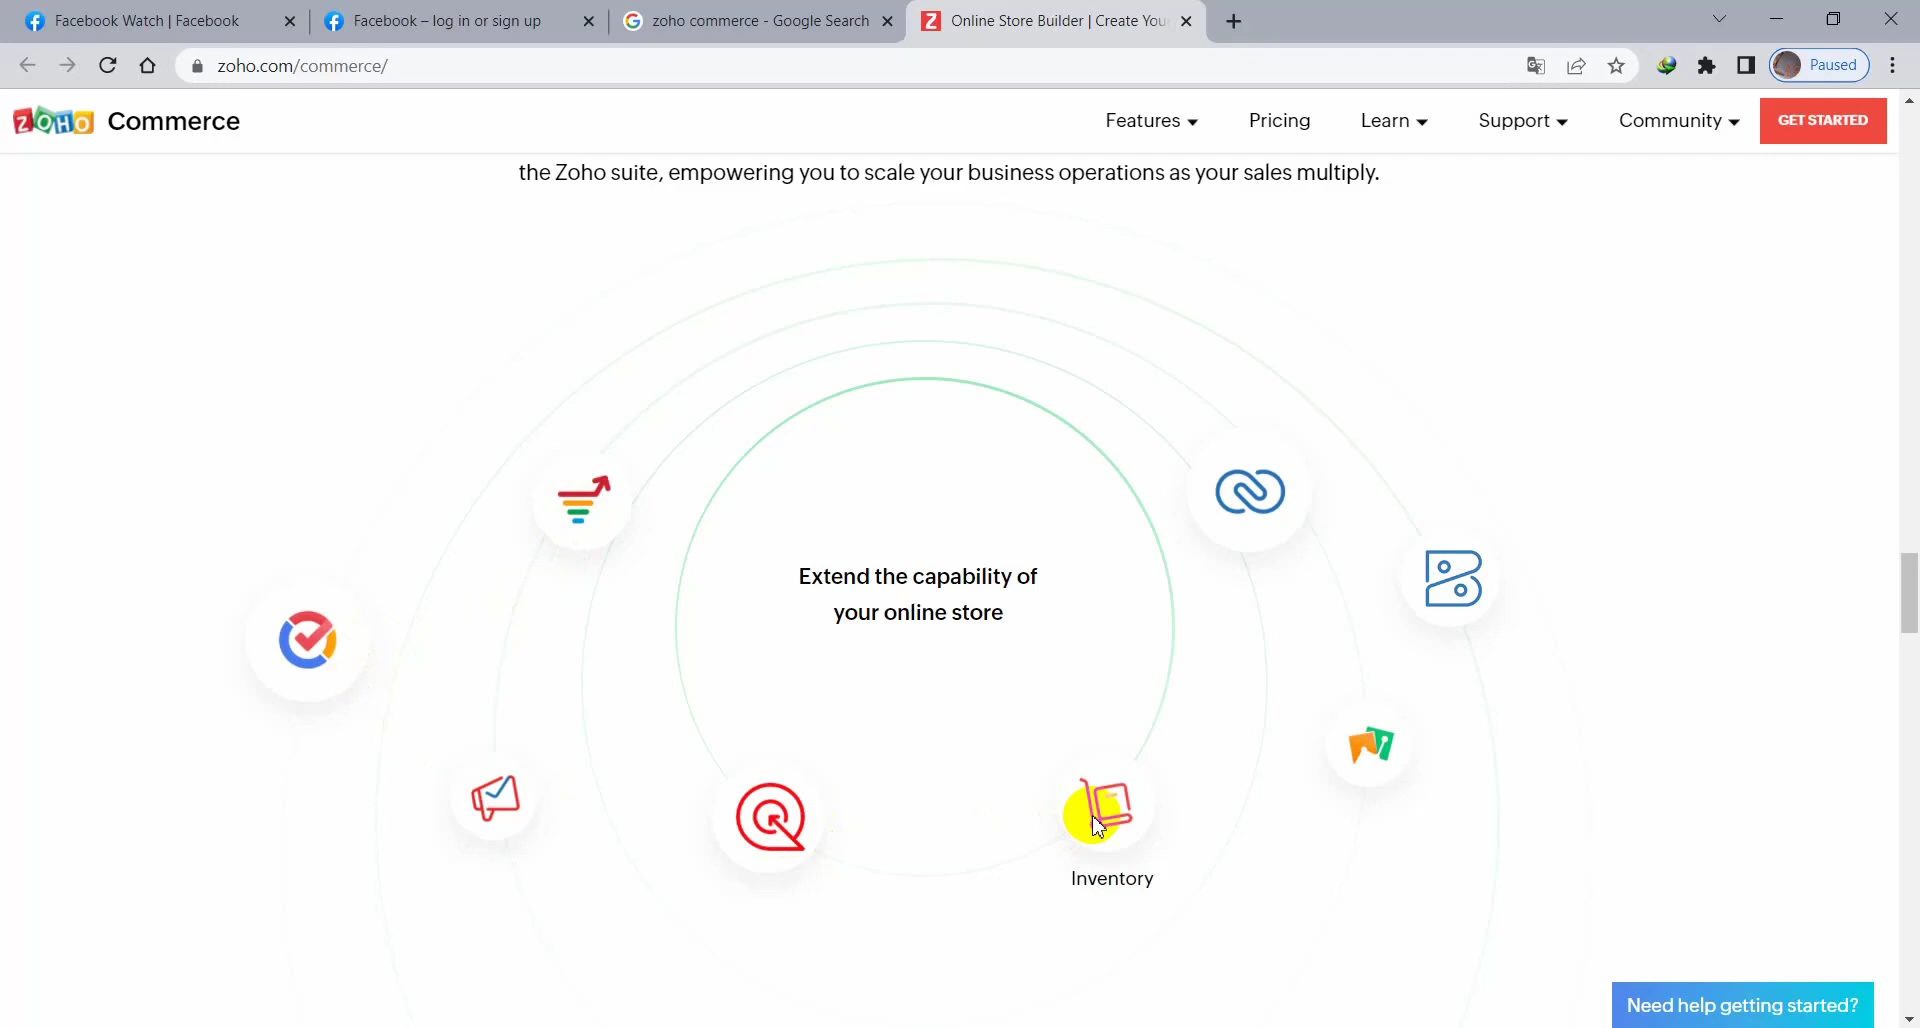 Facebook Watch | Facebook
Facebook – log in or sign up
zoho commerce - Google Search
Online Store Builder | Create You
zoho.com/commerce/
Paused
ZOHO Commerce
Features
Pricing
Learn
Support
Community
GET STARTED
the Zoho suite, empowering you to scale your business operations as your sales multiply.
Extend the capability of
your online store
Inventory
Need help getting started?